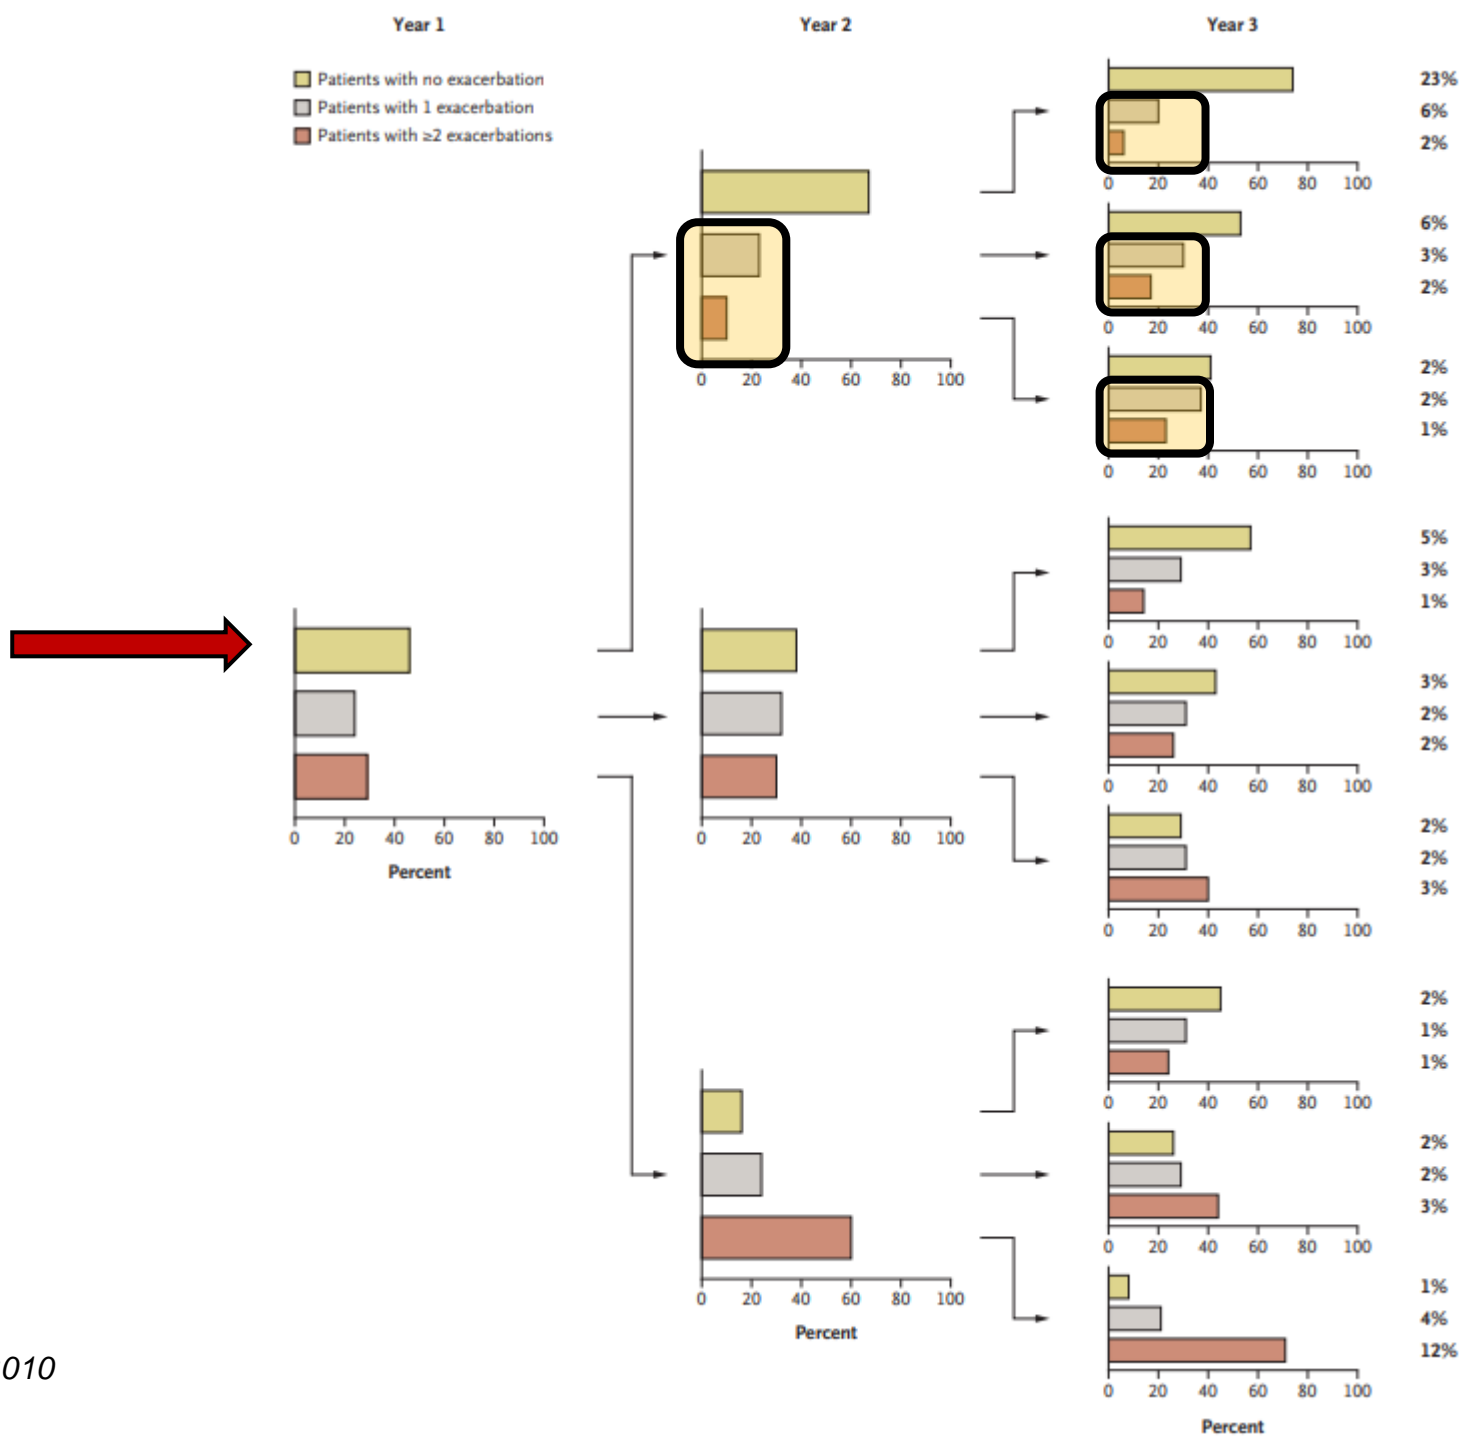 Year 1
Year 2
Year 3
Patients with no exacerbation
Patients with 1 exacerbation
Patients with ≥2 exacerbations
23%
6%
2%
0 20 40 60 80 100
6%
3%
2%
0 20 40 60 80 100
0 20 40 60 80 100
2%
2%
1%
0 20 40 60 80 100
5%
3%
1%
0 20 40 60 80 100
3%
2%
2%
0 20 40 60 80 100
0 20 40 60 80 100
0 20 40 60 80 100
Percent
2%
2%
3%
0 20 40 60 80 100
2%
1%
1%
0 20 40 60 80 100
2%
2%
3%
0 20 40 60 80 100
0 20 40 60 80 100
Percent
1%
4%
12%
0 20 40 60 80 100
Percent
010